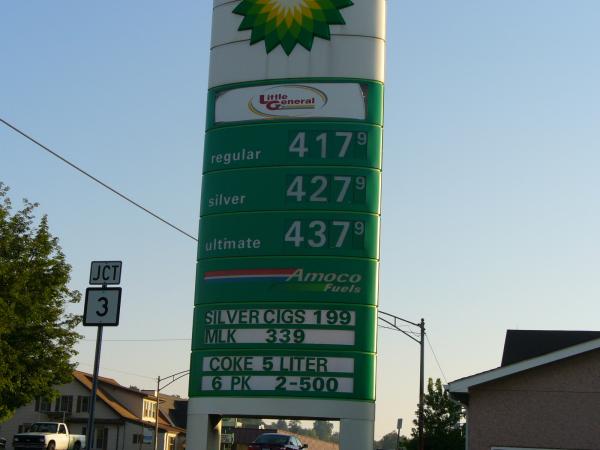 Little
General
regular 417 9
silver 427 9
ultimate 437 9
Amoco
Fuels
SILVER CIGS 199
MLK 339
COKE 5 LITER
6 PK 2-500
JCT
3